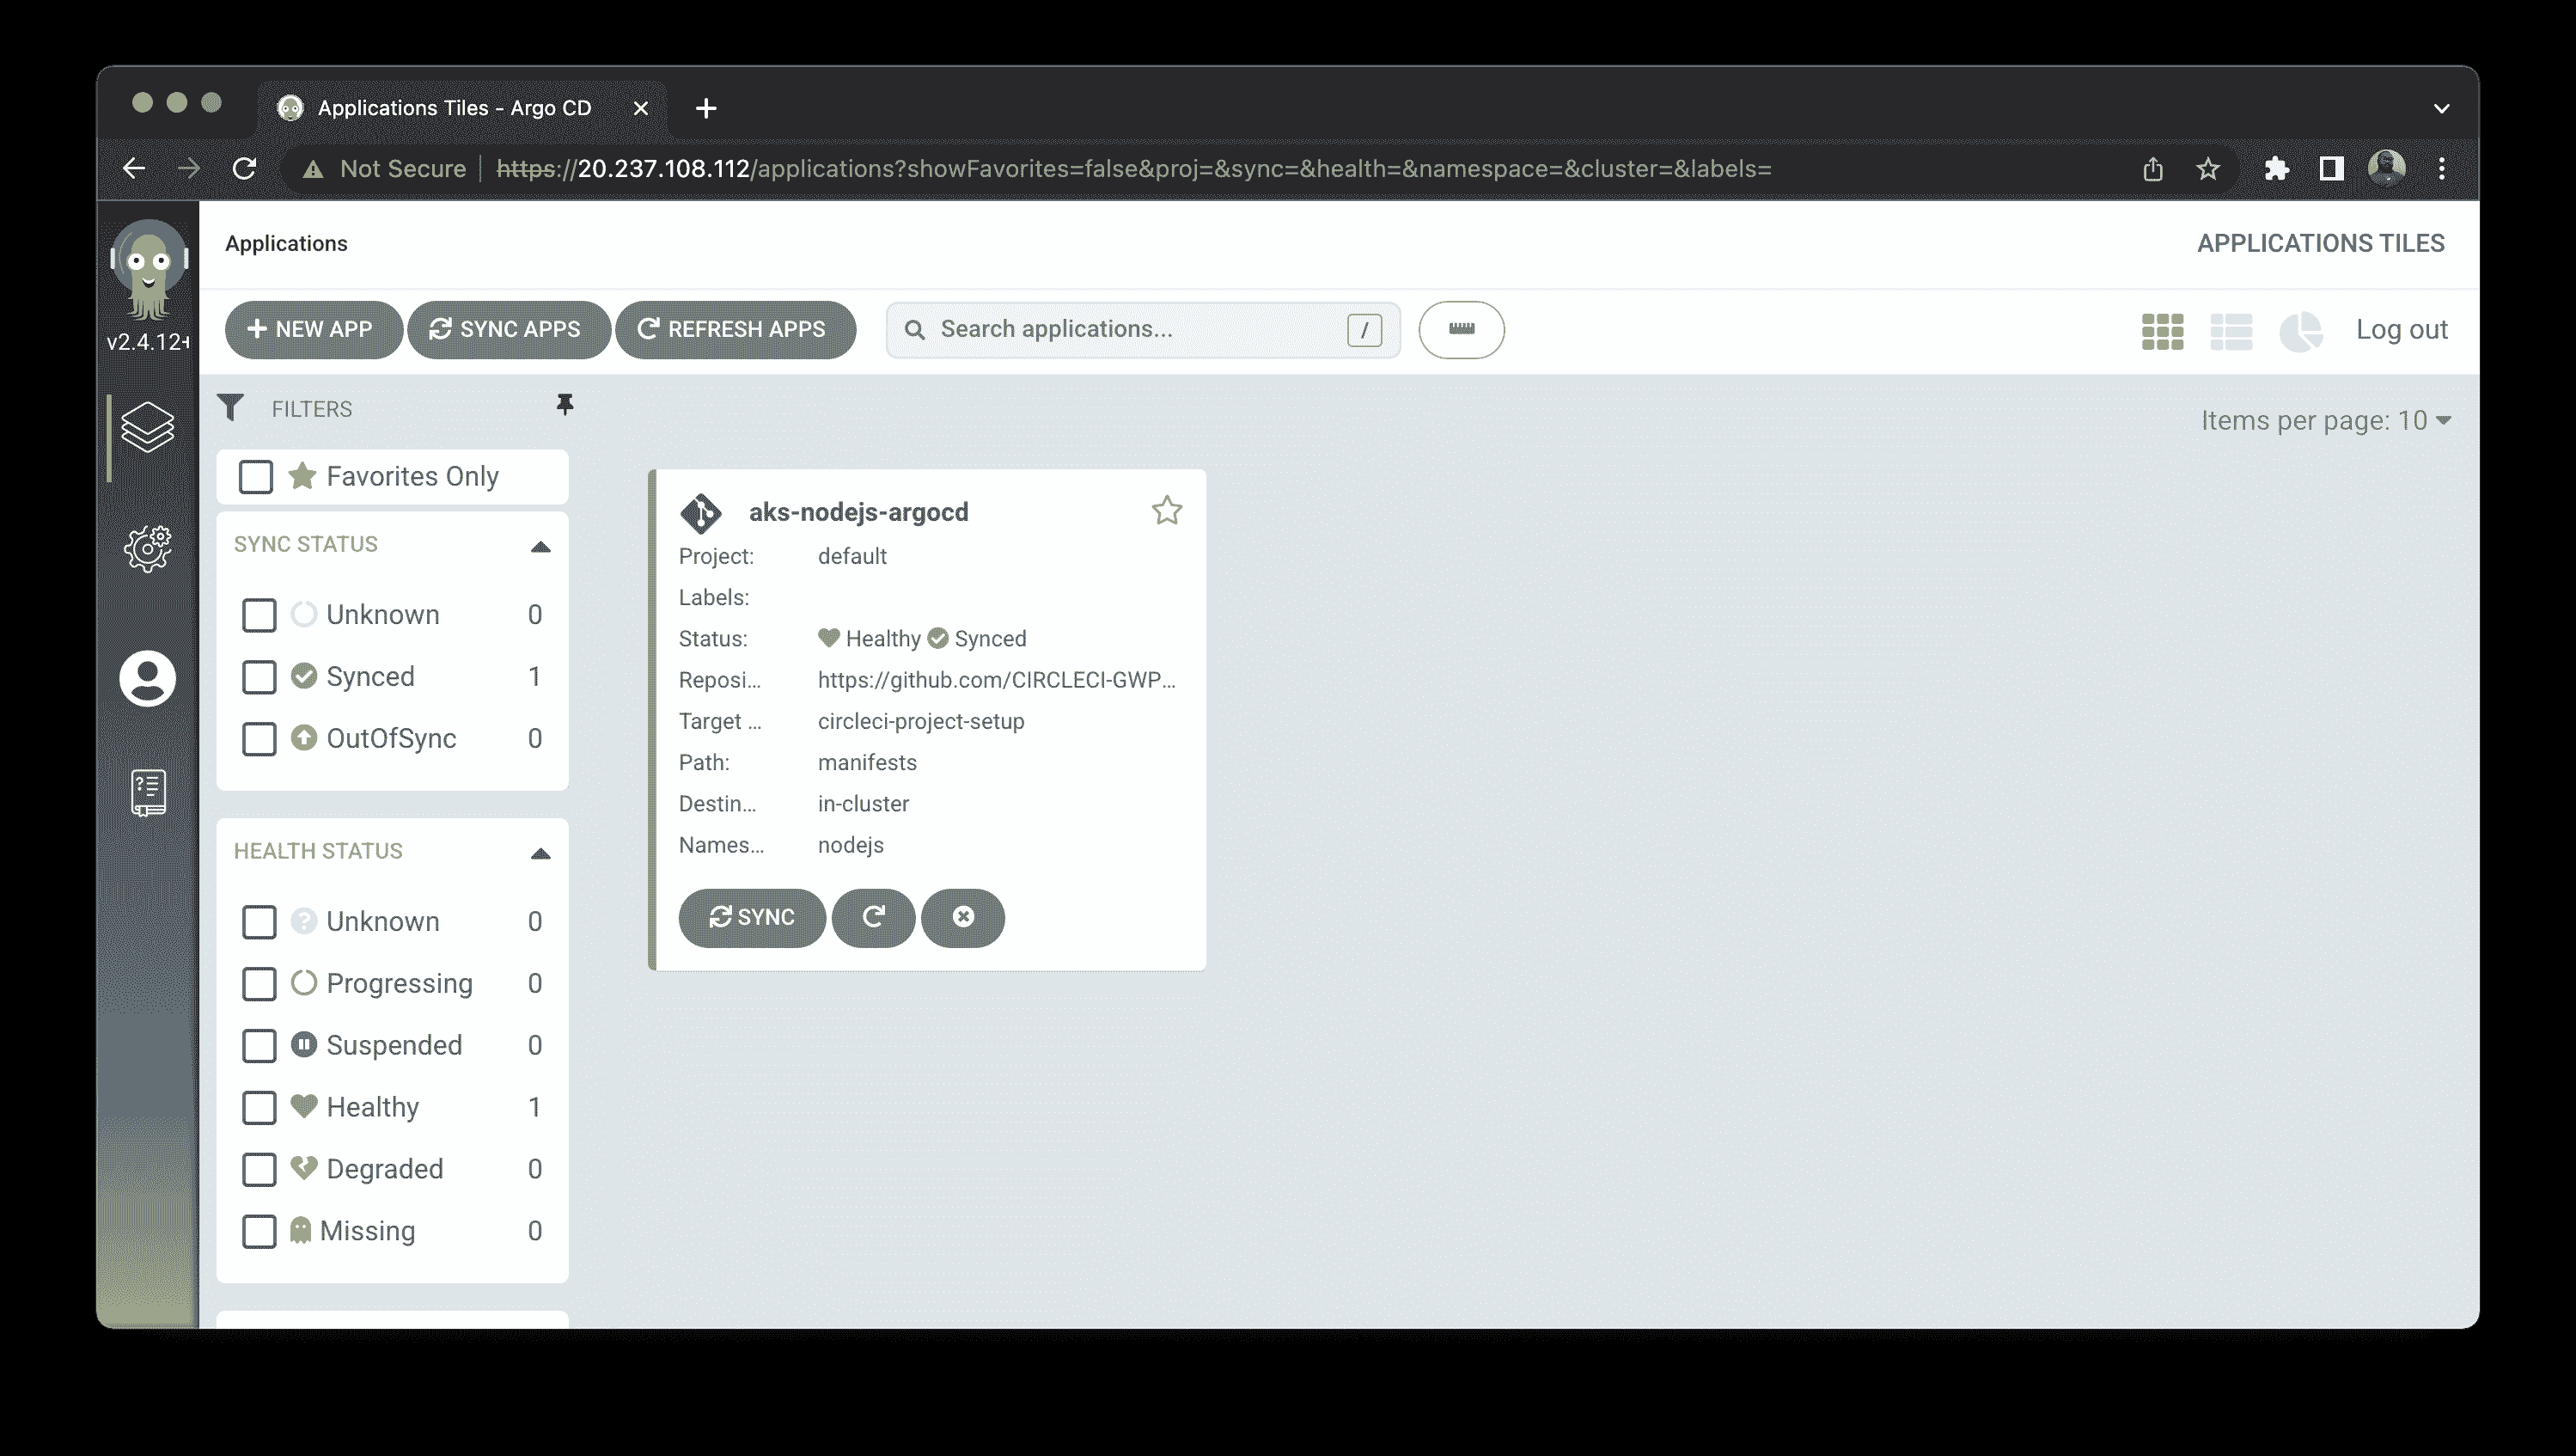 Applications Tiles - Argo CD
Not Secure https://20.237.108.112/applications?showFavorites=false&proj=&sync=&health=&namespace=&cluster=&labels=
Applications
APPLICATIONS TILES
v2.4.12+
NEW APP
SYNC APPS
REFRESH APPS
Search applications...
/
Log out
FILTERS
Items per page: 10
Favorites Only
SYNC STATUS
Unknown 0
Synced 1
OutOfSync 0
HEALTH STATUS
Unknown 0
Progressing 0
Suspended 0
Healthy 1
Degraded 0
Missing 0
aks-nodejs-argocd
Project: default
Labels:
Status: Healthy Synced
Reposi... https://github.com/CIRCLECI-GWP...
Target ... circleci-project-setup
Path: manifests
Destin... in-cluster
Names... nodejs
SYNC